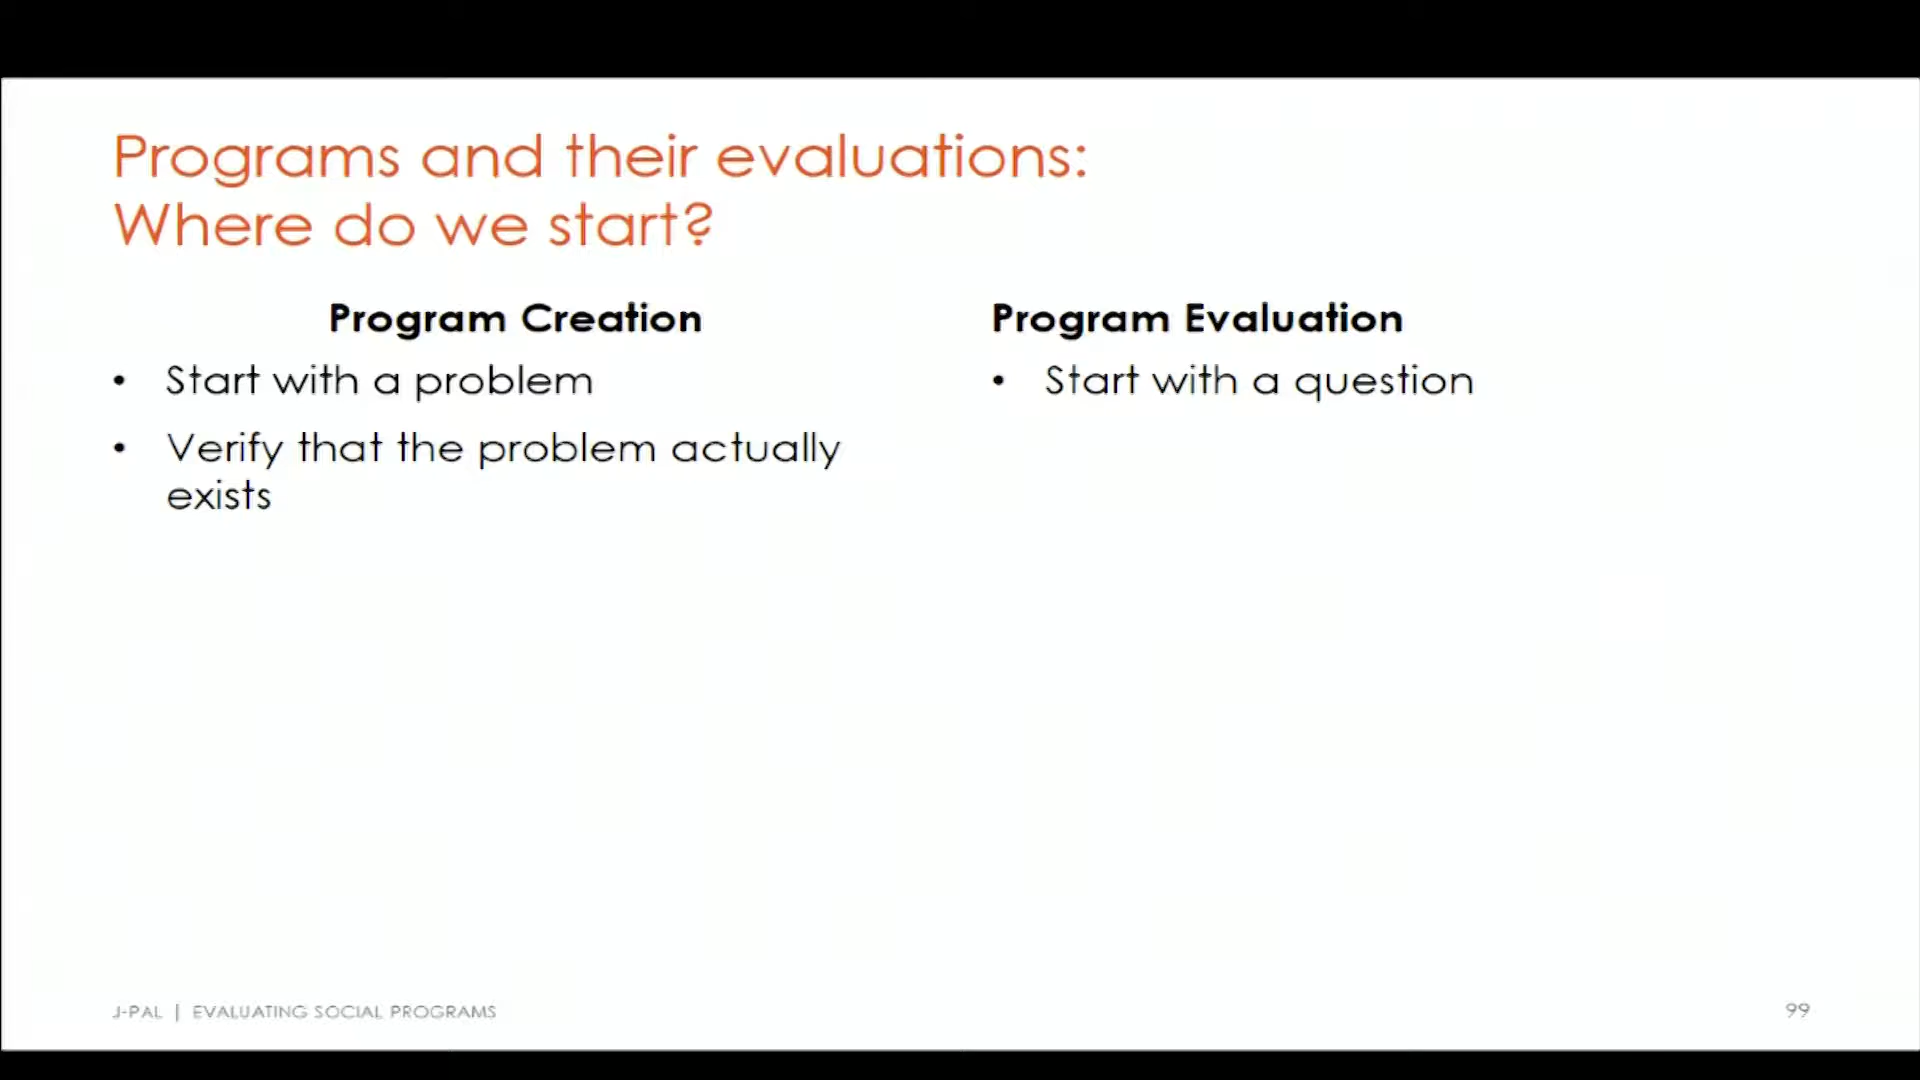 Programs and their evaluations:
Where do we start?
Program Creation
• Start with a problem
• Verify that the problem actually
exists
Program Evaluation
• Start with a question
J-PAL | EVALUATING SOCIAL PROGRAMS
99